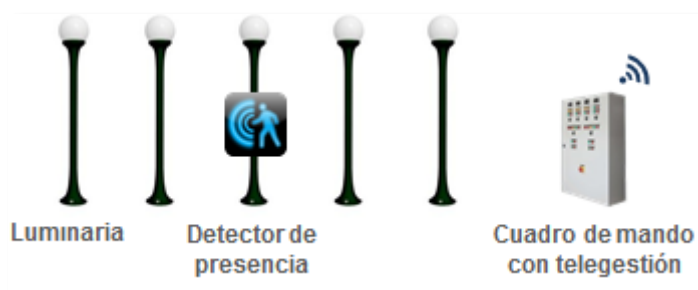 Luminaria
Detector de
presencia
Cuadro de mando
con telegestión